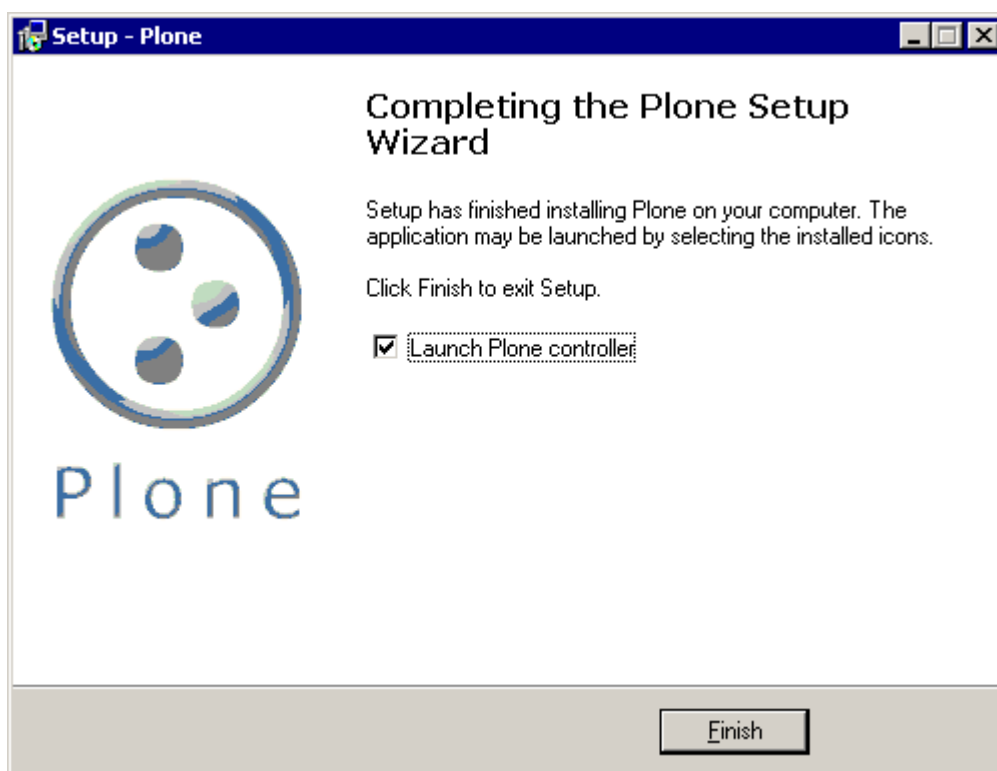 Setup - Plone
Completing the Plone Setup
Wizard
Setup has finished installing Plone on your computer. The
application may be launched by selecting the installed icons.
Click Finish to exit Setup.
Launch Plone controller
Plone
Finish